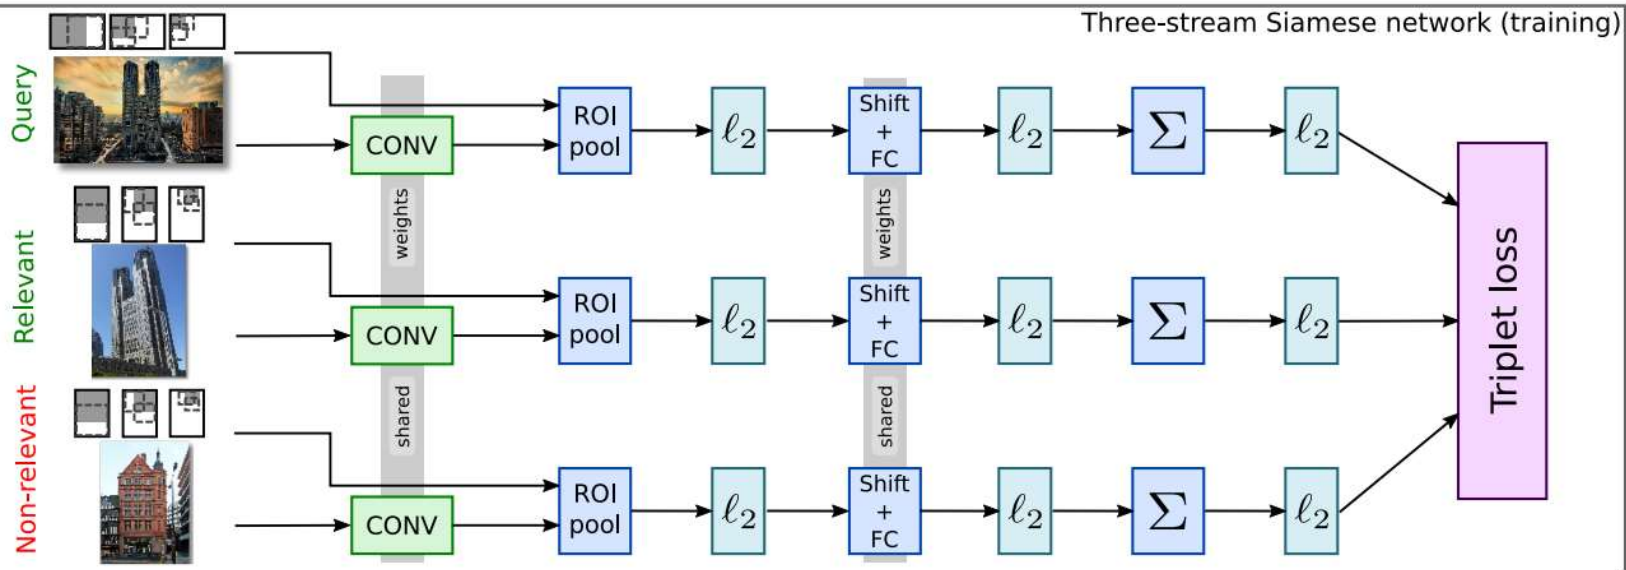 Three-stream Siamese network (training)
Query
CONV
ROI
pool
ℓ₂
Shift
+
FC
ℓ₂
Σ
ℓ₂
weights
weights
Relevant
CONV
ROI
pool
ℓ₂
Shift
+
FC
ℓ₂
Σ
ℓ₂
Triplet loss
shared
shared
Non-relevant
CONV
ROI
pool
ℓ₂
Shift
+
FC
ℓ₂
Σ
ℓ₂